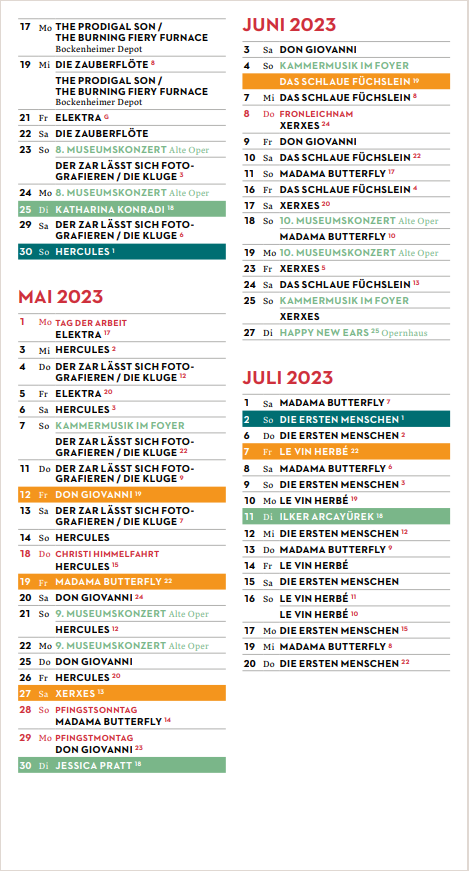 17 Mo THE PRODIGAL SON /
THE BURNING FIERY FURNACE
Bockenheimer Depot
19 Mi DIE ZAUBERFLÖTE 8
THE PRODIGAL SON /
THE BURNING FIERY FURNACE
Bockenheimer Depot
21 Fr ELEKTRA 6
22 Sa DIE ZAUBERFLÖTE
23 So 8. MUSEUMSKONZERT Alte Oper
DER ZAR LÄSST SICH FOTO-
GRAFIEREN / DIE KLUGE 3
24 Mo 8. MUSEUMSKONZERT Alte Oper
25 Di KATHARINA KONRADI 18
29 Sa DER ZAR LÄSST SICH FOTO-
GRAFIEREN / DIE KLUGE 6
30 So HERCULES 1
MAI 2023
1 Mo TAG DER ARBEIT
ELEKTRA 17
3 Mi HERCULES 2
4 Do DER ZAR LÄSST SICH FOTO-
GRAFIEREN / DIE KLUGE 12
5 Fr ELEKTRA 20
6 Sa HERCULES 3
7 So KAMMERMUSIK IM FOYER
DER ZAR LÄSST SICH FOTO-
GRAFIEREN / DIE KLUGE 22
11 Do DER ZAR LÄSST SICH FOTO-
GRAFIEREN / DIE KLUGE 9
12 Fr DON GIOVANNI 19
13 Sa DER ZAR LÄSST SICH FOTO-
GRAFIEREN / DIE KLUGE 7
14 So HERCULES
18 Do CHRISTI HIMMELFAHRT
HERCULES 15
19 Fr MADAMA BUTTERFLY 22
20 Sa DON GIOVANNI 24
21 So 9. MUSEUMSKONZERT Alte Oper
HERCULES 12
22 Mo 9. MUSEUMSKONZERT Alte Oper
25 Do DON GIOVANNI
26 Fr HERCULES 20
27 Sa XERXES 13
28 So PFINGSTSONNTAG
MADAMA BUTTERFLY 14
29 Mo PFINGSTMONTAG
DON GIOVANNI 23
30 Di JESSICA PRATT 18
JUNI 2023
3 Sa DON GIOVANNI
4 So KAMMERMUSIK IM FOYER
DAS SCHLAUE FÜCHSLEIN 19
7 Mi DAS SCHLAUE FÜCHSLEIN 8
8 Do FRONLEICHNAM
XERXES 24
9 Fr DON GIOVANNI
10 Sa DAS SCHLAUE FÜCHSLEIN 22
11 So MADAMA BUTTERFLY 17
16 Fr DAS SCHLAUE FÜCHSLEIN 4
17 Sa XERXES 20
18 So 10. MUSEUMSKONZERT Alte Oper
MADAMA BUTTERFLY 10
19 Mo 10. MUSEUMSKONZERT Alte Oper
23 Fr XERXES 5
24 Sa DAS SCHLAUE FÜCHSLEIN 13
25 So KAMMERMUSIK IM FOYER
XERXES
27 Di HAPPY NEW EARS 25 Opernhaus
JULI 2023
1 Sa MADAMA BUTTERFLY 7
2 So DIE ERSTEN MENSCHEN 1
6 Do DIE ERSTEN MENSCHEN 2
7 Fr LE VIN HERBÉ 22
8 Sa MADAMA BUTTERFLY 6
9 So DIE ERSTEN MENSCHEN 3
10 Mo LE VIN HERBÉ 19
11 Di ILKER ARCAYÜREK 18
12 Mi DIE ERSTEN MENSCHEN 12
13 Do MADAMA BUTTERFLY 9
14 Fr LE VIN HERBÉ
15 Sa DIE ERSTEN MENSCHEN
16 So LE VIN HERBÉ 11
LE VIN HERBÉ 10
17 Mo DIE ERSTEN MENSCHEN 15
19 Mi MADAMA BUTTERFLY 8
20 Do DIE ERSTEN MENSCHEN 22